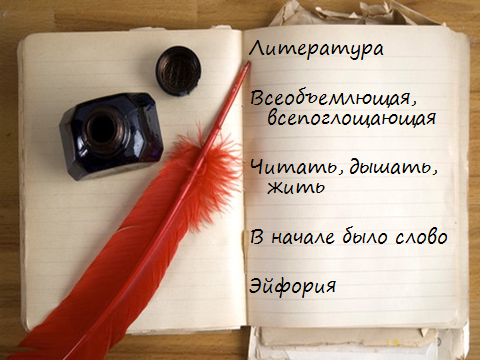 Литература
Всеобъемлющая,
всепоглощающая
Читать, дышать,
жить
В начале было слово
Эйфория